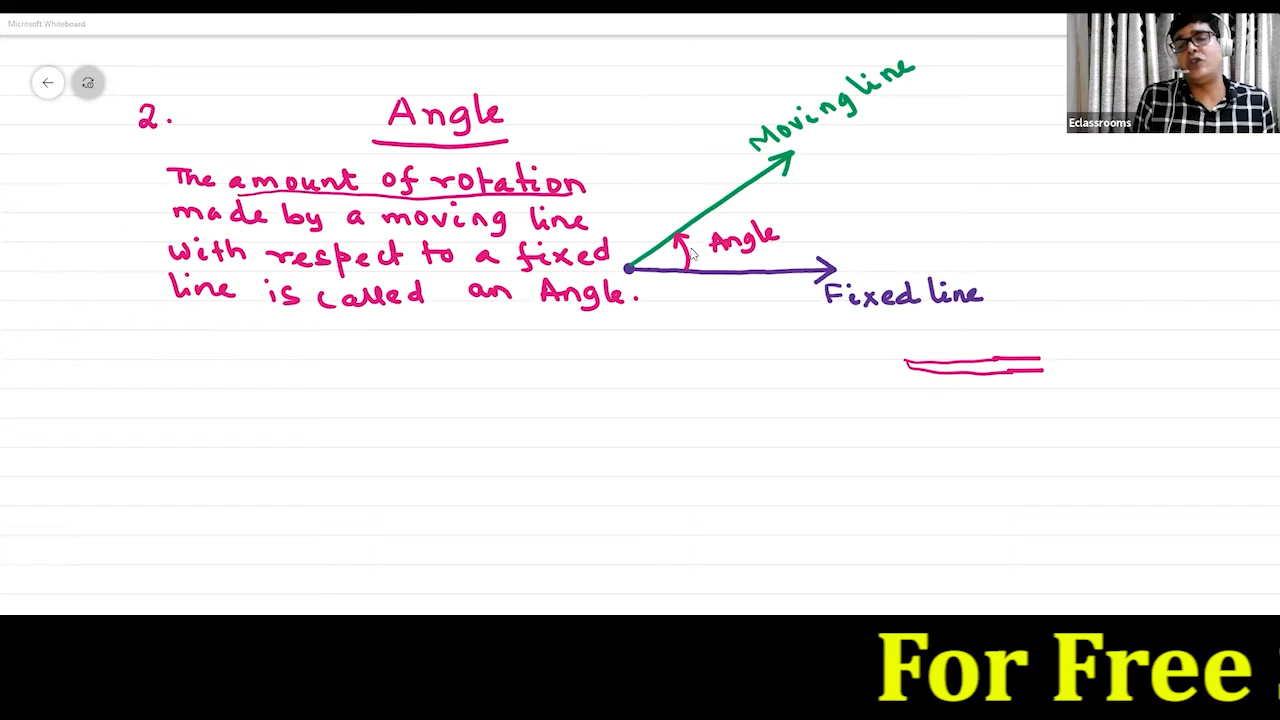 Microsoft Whiteboard
Eclassrooms
2. Angle
The amount of rotation
made by a moving line
with respect to a fixed
line is called an Angle.
Moving line
Angle
Fixed line
For Free